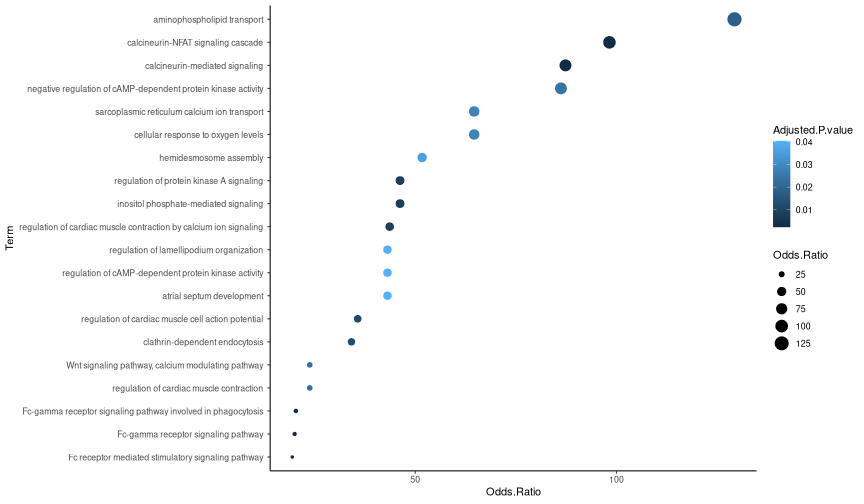 aminophospholipid transport
calcineurin-NFAT signaling cascade
calcineurin-mediated signaling
negative regulation of cAMP-dependent protein kinase activity
sarcoplasmic reticulum calcium ion transport
cellular response to oxygen levels
hemidesmosome assembly
regulation of protein kinase A signaling
inositol phosphate-mediated signaling
regulation of cardiac muscle contraction by calcium ion signaling
regulation of lamellipodium organization
regulation of cAMP-dependent protein kinase activity
atrial septum development
regulation of cardiac muscle cell action potential
clathrin-dependent endocytosis
Wnt signaling pathway, calcium modulating pathway
regulation of cardiac muscle contraction
Fc-gamma receptor signaling pathway involved in phagocytosis
Fc-gamma receptor signaling pathway
Fc receptor mediated stimulatory signaling pathway
Term
50 100
Odds.Ratio
Adjusted.P.value
0.04
0.03
0.02
0.01
Odds.Ratio
25
50
75
100
125